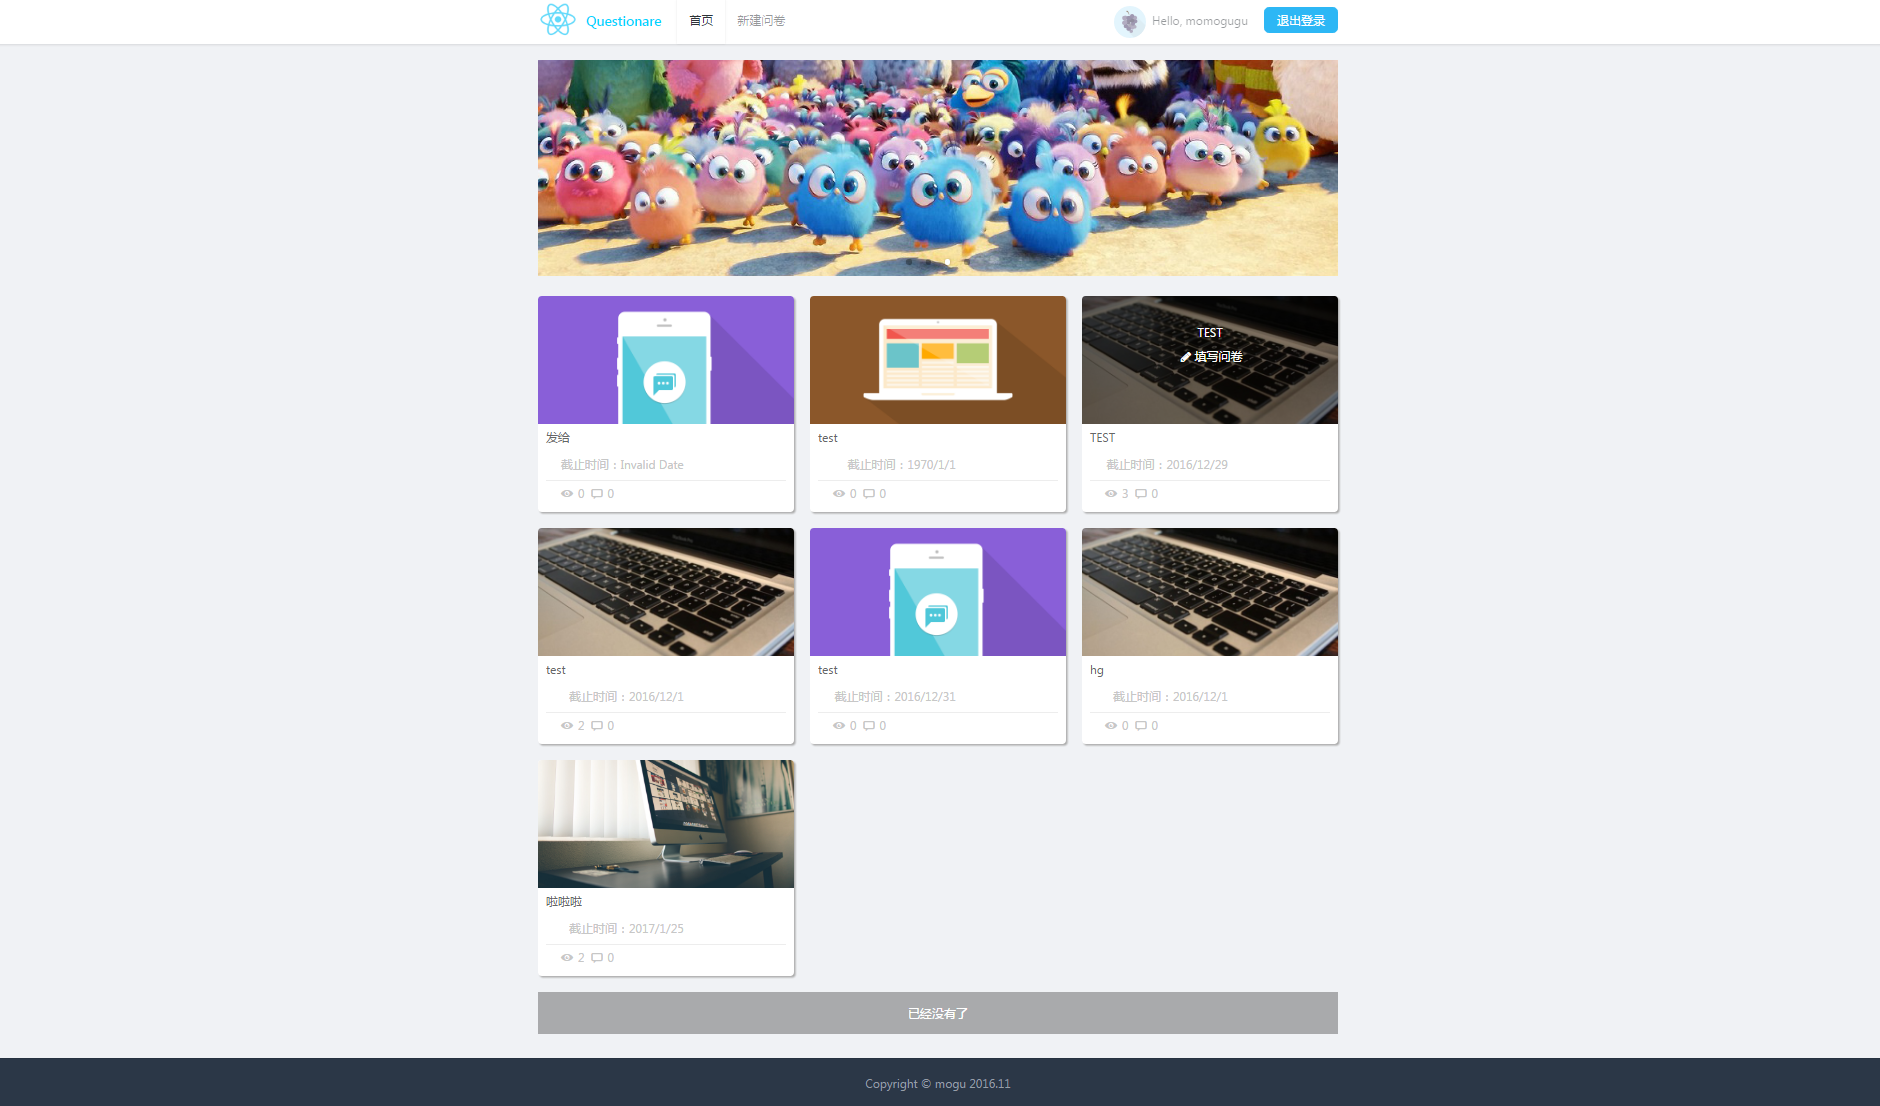 Questionare
首页
新建问卷
Hello, momogugu
退出登录
发给
截止时间：Invalid Date
0 0
test
截止时间：1970/1/1
0 0
TEST
填写问卷
TEST
截止时间：2016/12/29
3 0
test
截止时间：2016/12/1
2 0
test
截止时间：2016/12/31
0 0
hg
截止时间：2016/12/1
0 0
啦啦啦
截止时间：2017/1/25
2 0
已经没有了
Copyright © mogu 2016.11